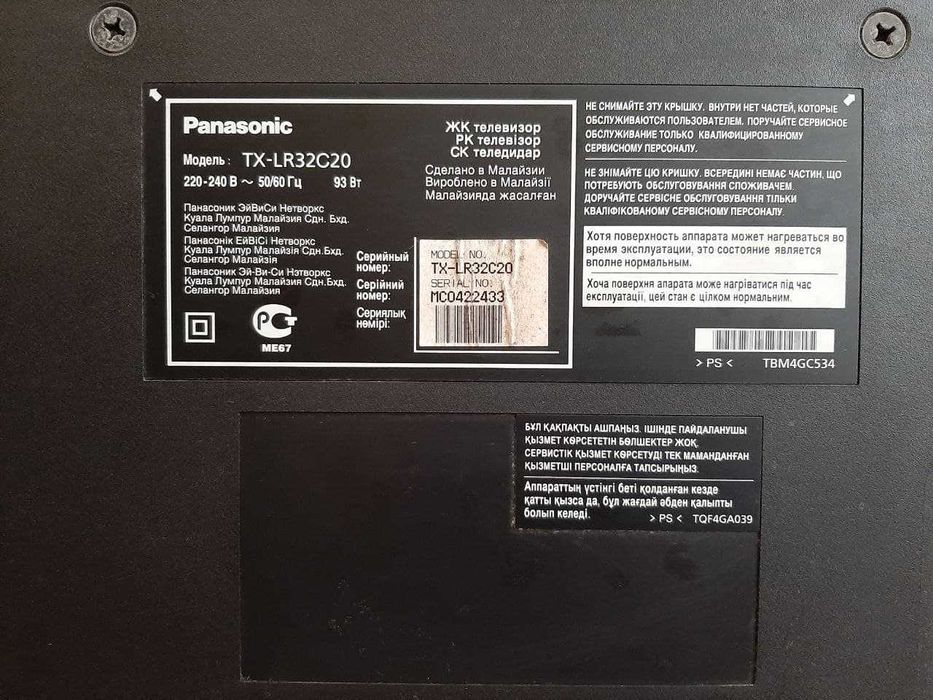 Panasonic
Модель : TX-LR32C20
220-240 В ~ 50/60 Гц 93 Вт
ЖК телевизор
РК телевізор
СК теледидар
Сделано в Малайзии
Вироблено в Малайзії
Малайзияда жасалған
Панасоник ЭйВиСи Нетворкс
Куала Лумпур Малайзия Сдн. Бхд.
Селангор Малайзия
Панасонік ЕйВіСі Нетворкс
Куала Лумпур Малайзія Сдн.Бхд.
Селангор Малайзія
Панасоник Эй-Ви-Си Нэтворкс
Куала Лумпур Малайзия Сдн.Бхд.
Селангор Малайзия
Серийный
номер:
Серійний
номер:
Сериялық
нөмірі:
MODEL NO.
TX-LR32C20
SERIAL NO.
MC0422433
РСТ
ME67
НЕ СНИМАЙТЕ ЭТУ КРЫШКУ. ВНУТРИ НЕТ ЧАСТЕЙ, КОТОРЫЕ
ОБСЛУЖИВАЮТСЯ ПОЛЬЗОВАТЕЛЕМ. ПОРУЧАЙТЕ СЕРВИСНОЕ
ОБСЛУЖИВАНИЕ ТОЛЬКО КВАЛИФИЦИРОВАННОМУ
СЕРВИСНОМУ ПЕРСОНАЛУ.
НЕ ЗНІМАЙТЕ ЦЮ КРИШКУ. ВСЕРЕДИНІ НЕМАЄ ЧАСТИН, ЩО
ПОТРЕБУЮТЬ ОБСЛУГОВУВАННЯ СПОЖИВАЧЕМ.
ДОРУЧАЙТЕ СЕРВІСНЕ ОБСЛУГОВУВАННЯ ТІЛЬКИ
КВАЛІФІКОВАНОМУ СЕРВІСНОМУ ПЕРСОНАЛУ.
Хотя поверхность аппарата может нагреваться во
время эксплуатации, это состояние является
вполне нормальным.
Хоча поверхня апарата може нагріватися під час
експлуатації, цей стан є цілком нормальним.
> PS < TBM4GC534
БҰЛ ҚАҚПАҚТЫ АШПАҢЫЗ. ІШІНДЕ ПАЙДАЛАНУШЫ
ҚЫЗМЕТ КӨРСЕТЕТІН БӨЛШЕКТЕР ЖОҚ.
СЕРВИСТІК ҚЫЗМЕТ КӨРСЕТУДІ ТЕК МАМАНДАНҒАН
ҚЫЗМЕТШІ ПЕРСОНАЛҒА ТАПСЫРЫҢЫЗ.
Аппараттың үстіңгі беті қолданған кезде
қатты қызса да, бұл жағдай әбден қалыпты
болып келеді.
> PS < TQF4GA039